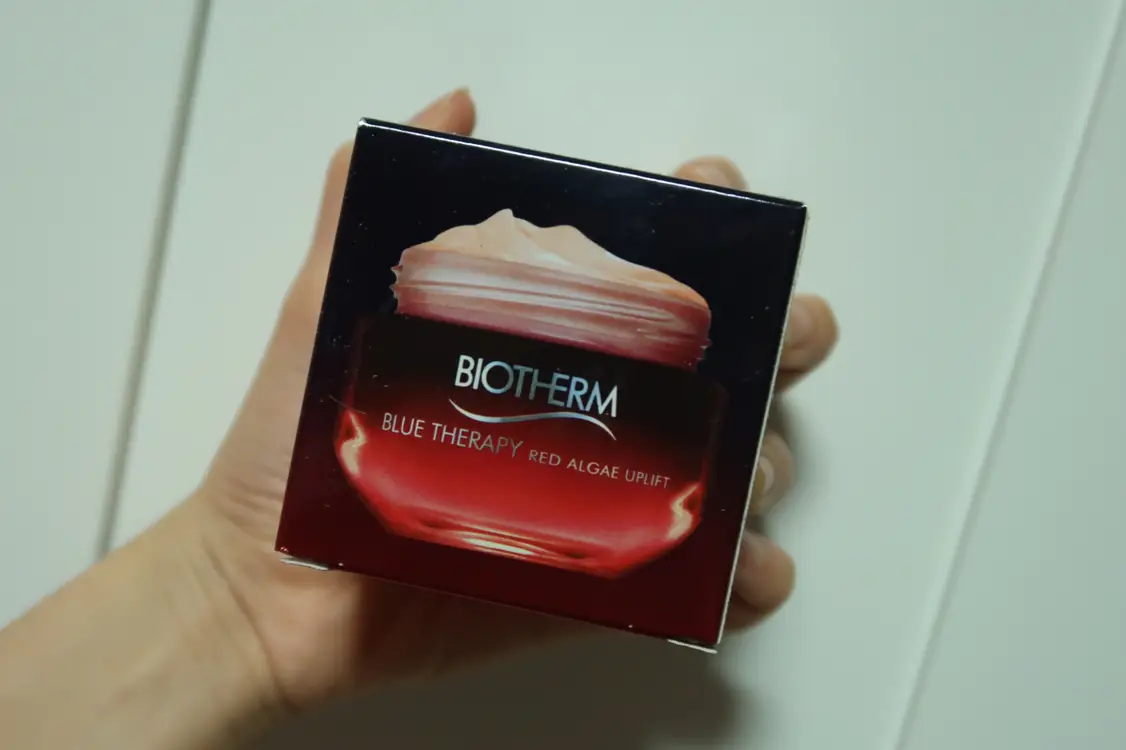 BIOTHERM
BLUE THERAPY RED ALGAE UPLIFT